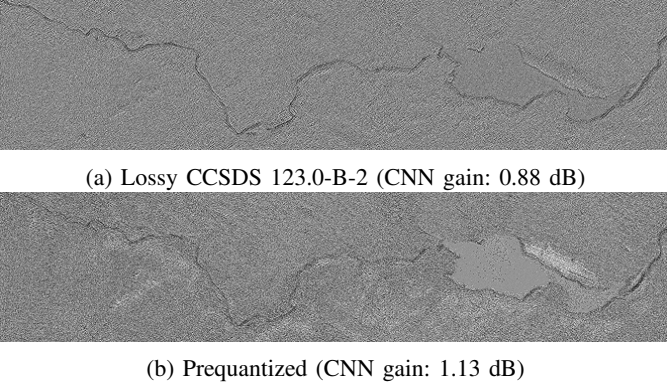 (a) Lossy CCSDS 123.0-B-2 (CNN gain: 0.88 dB)
(b) Prequantized (CNN gain: 1.13 dB)